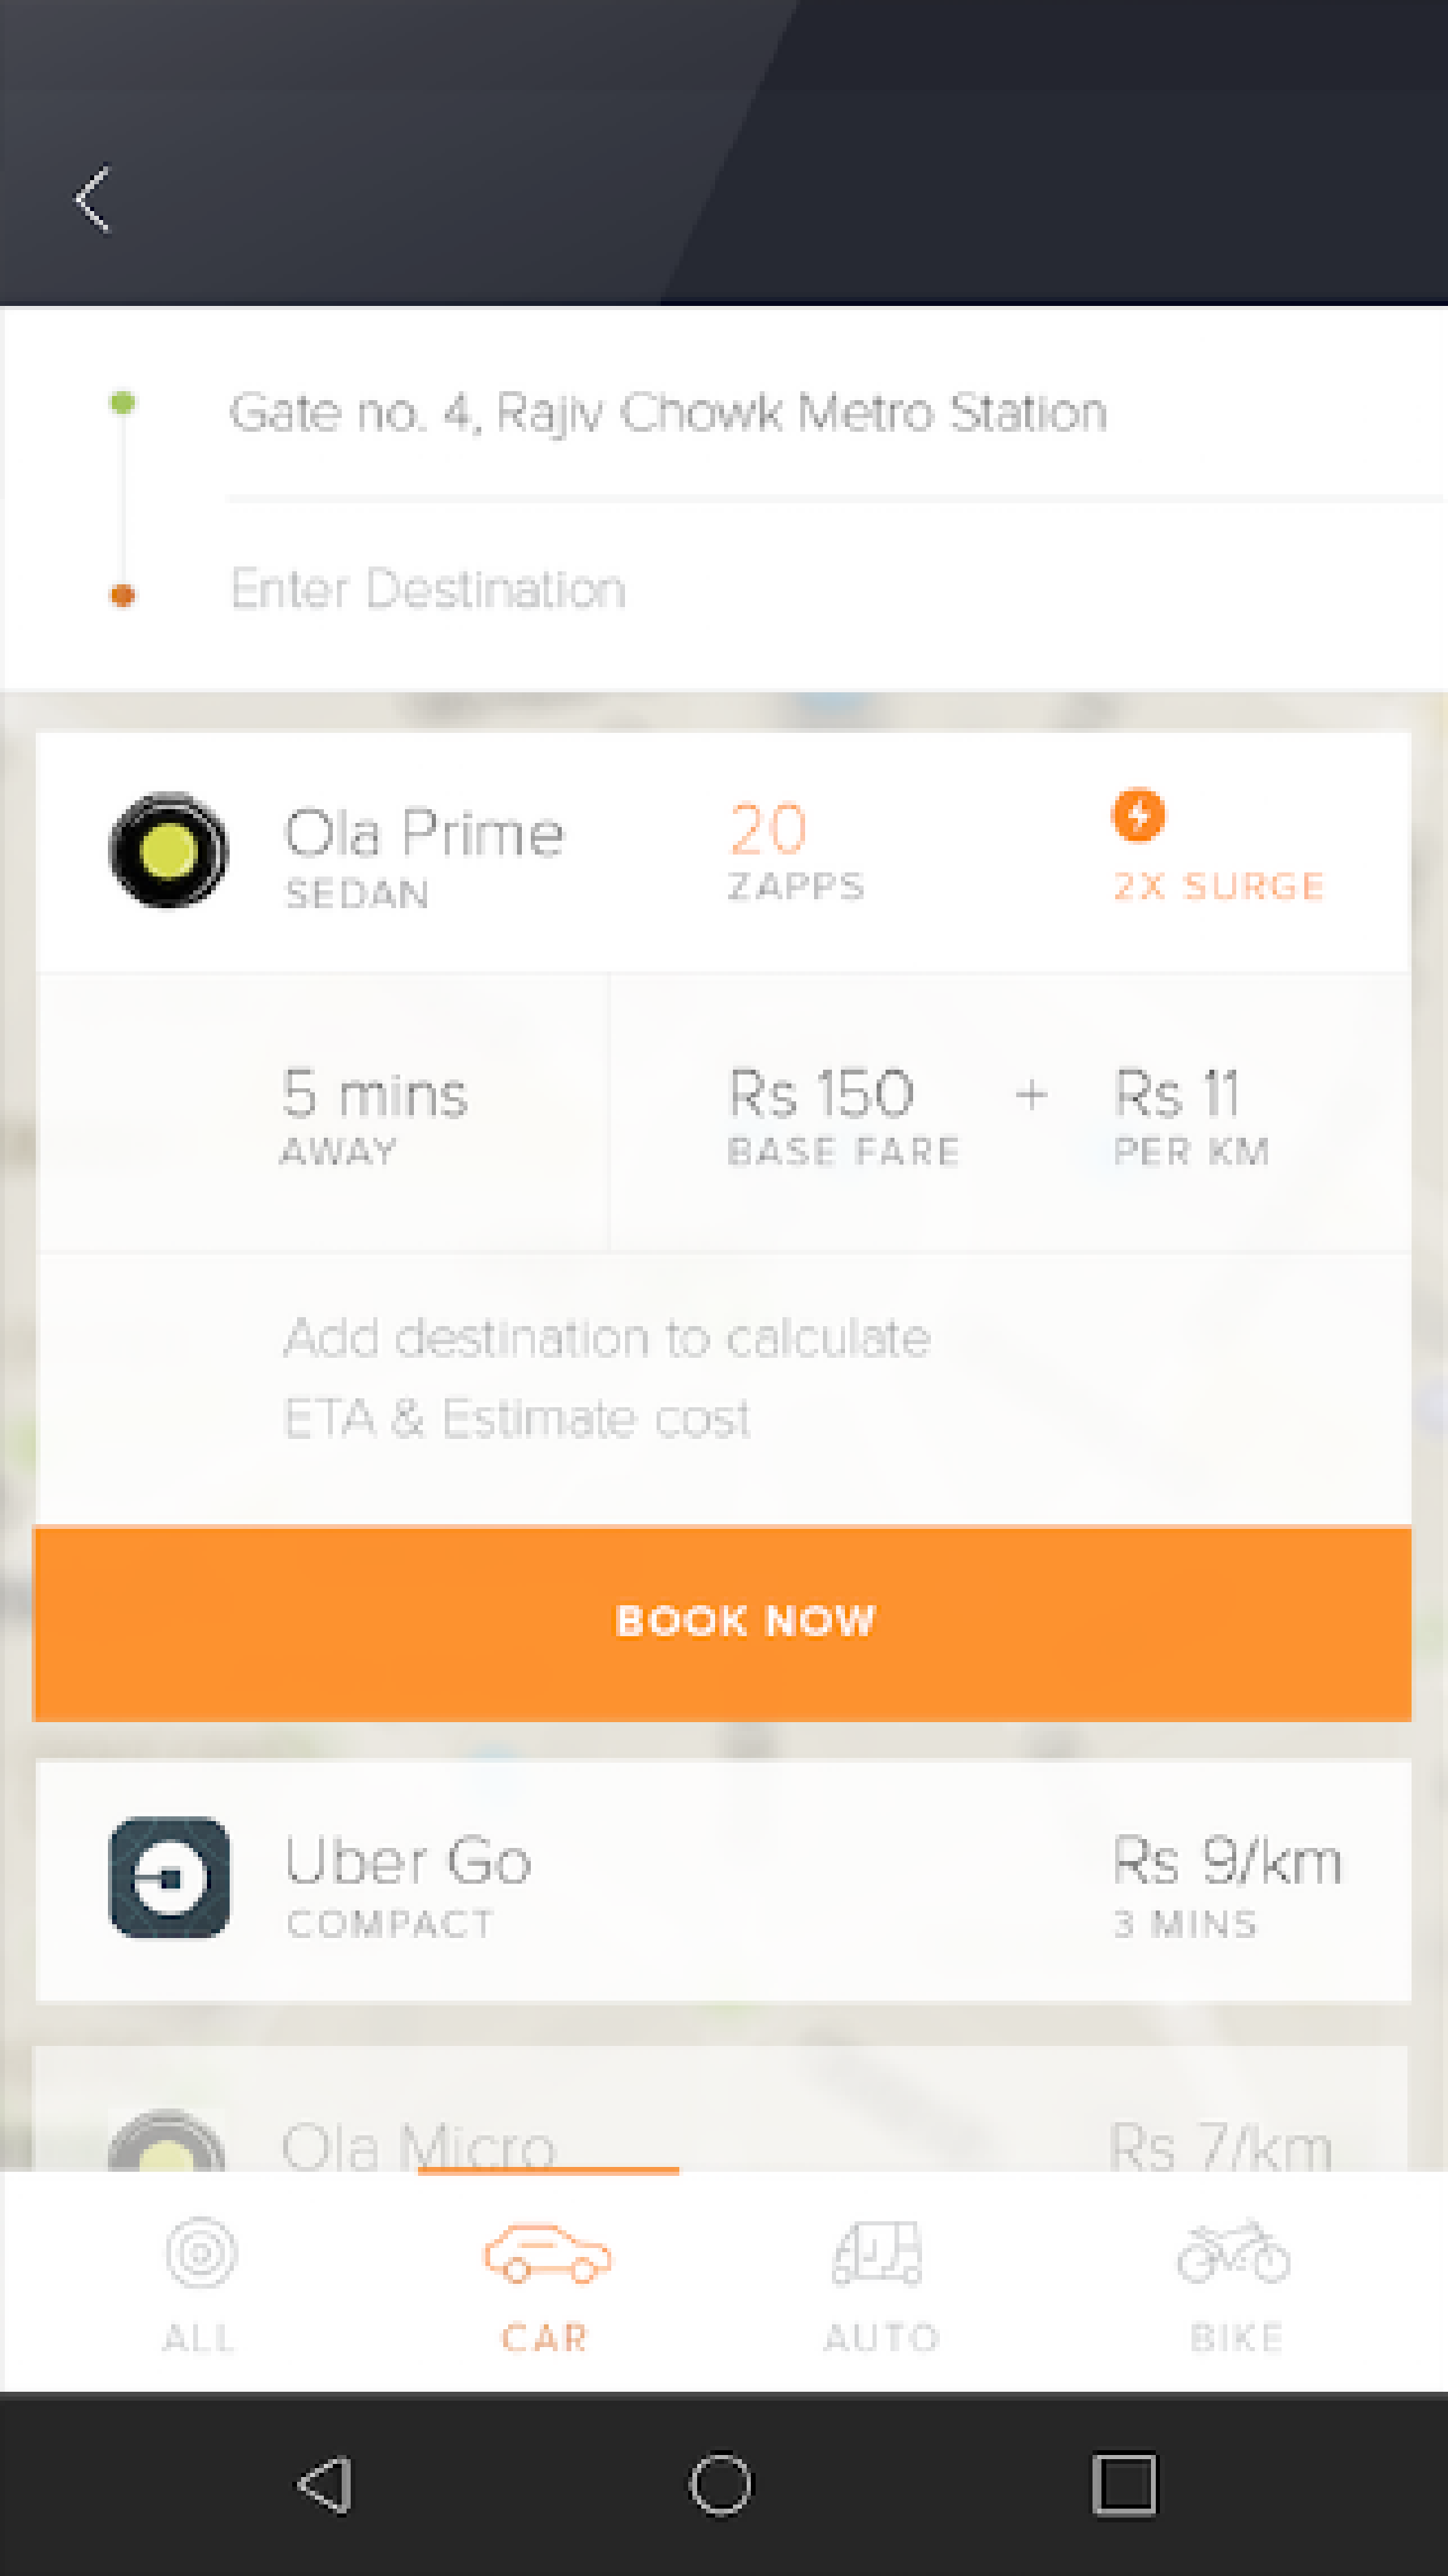 Gate no. 4, Rajiv Chowk Metro Station
Enter Destination
Ola Prime
SEDAN
20
ZAPPS
2X SURGE
5 mins
AWAY
Rs 150
BASE FARE
+
Rs 11
PER KM
Add destination to calculate
ETA & Estimate cost
BOOK NOW
Uber Go
COMPACT
Rs 9/km
3 MINS
Ola Micro
Rs 7/km
ALL
CAR
AUTO
BIKE